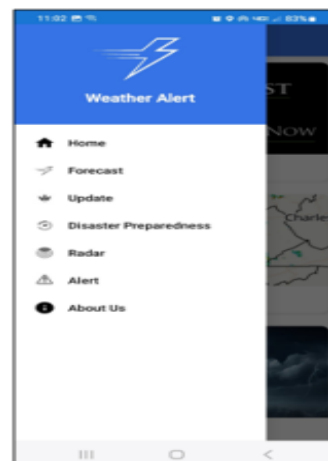 11:02
83%
Weather Alert
ST
NOW
Home
Forecast
Update
Charle
Disaster Preparedness
Radar
Alert
About Us